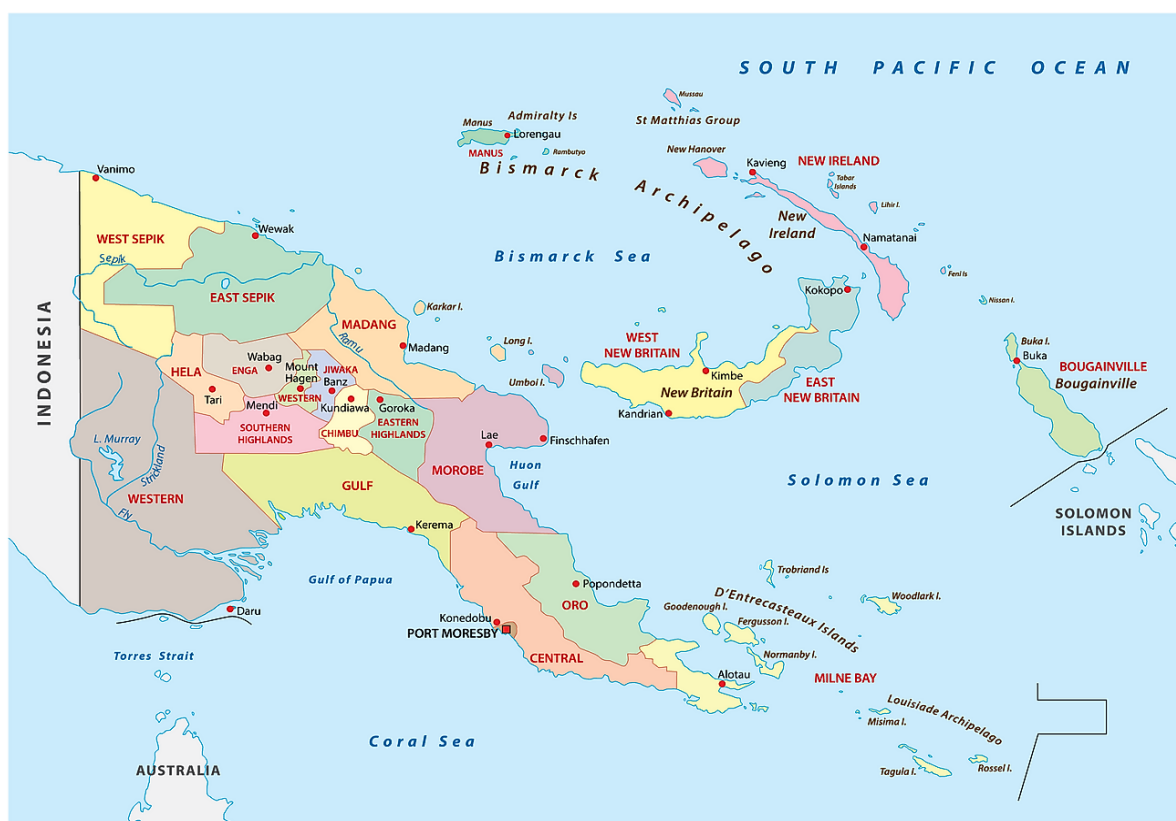 SOUTH PACIFIC OCEAN
Mussau
St Matthias Group
Manus
Admiralty Is
Lorengau
MANUS
Rambutyo
Bismarck Archipelago
New Hanover
Kavieng
NEW IRELAND
Tabar
Islands
Lihir I.
New
Ireland
Namatanai
Feni Is
Nissan I.
Vanimo
WEST SEPIK
Sepik
Wewak
EAST SEPIK
Bismarck Sea
Kokopo
INDONESIA
Karkar I.
MADANG
Ramu
Madang
Long I.
Umboi I.
WEST
NEW BRITAIN
Kimbe
New Britain
Kandrian
EAST
NEW BRITAIN
Buka I.
Buka
BOUGAINVILLE
Bougainville
HELA
Tari
Wabag
ENGA
Mount
Hagen
JIWAKA
Banz
WESTERN
Mendi
Kundiawa
Goroka
SOUTHERN
HIGHLANDS
CHIMBU
EASTERN
HIGHLANDS
Lae
Finschhafen
MOROBE
Huon
Gulf
L. Murray
Strickland
WESTERN
Fly
GULF
Kerema
Solomon Sea
SOLOMON
ISLANDS
Gulf of Papua
Daru
Popondetta
ORO
Trobriand Is
Woodlark I.
D'Entrecasteaux Islands
Goodenough I.
Fergusson I.
Normanby I.
Konedobu
PORT MORESBY
CENTRAL
Alotau
MILNE BAY
Torres Strait
Louisiade Archipelago
Misima I.
Tagula I.
Rossel I.
Coral Sea
AUSTRALIA